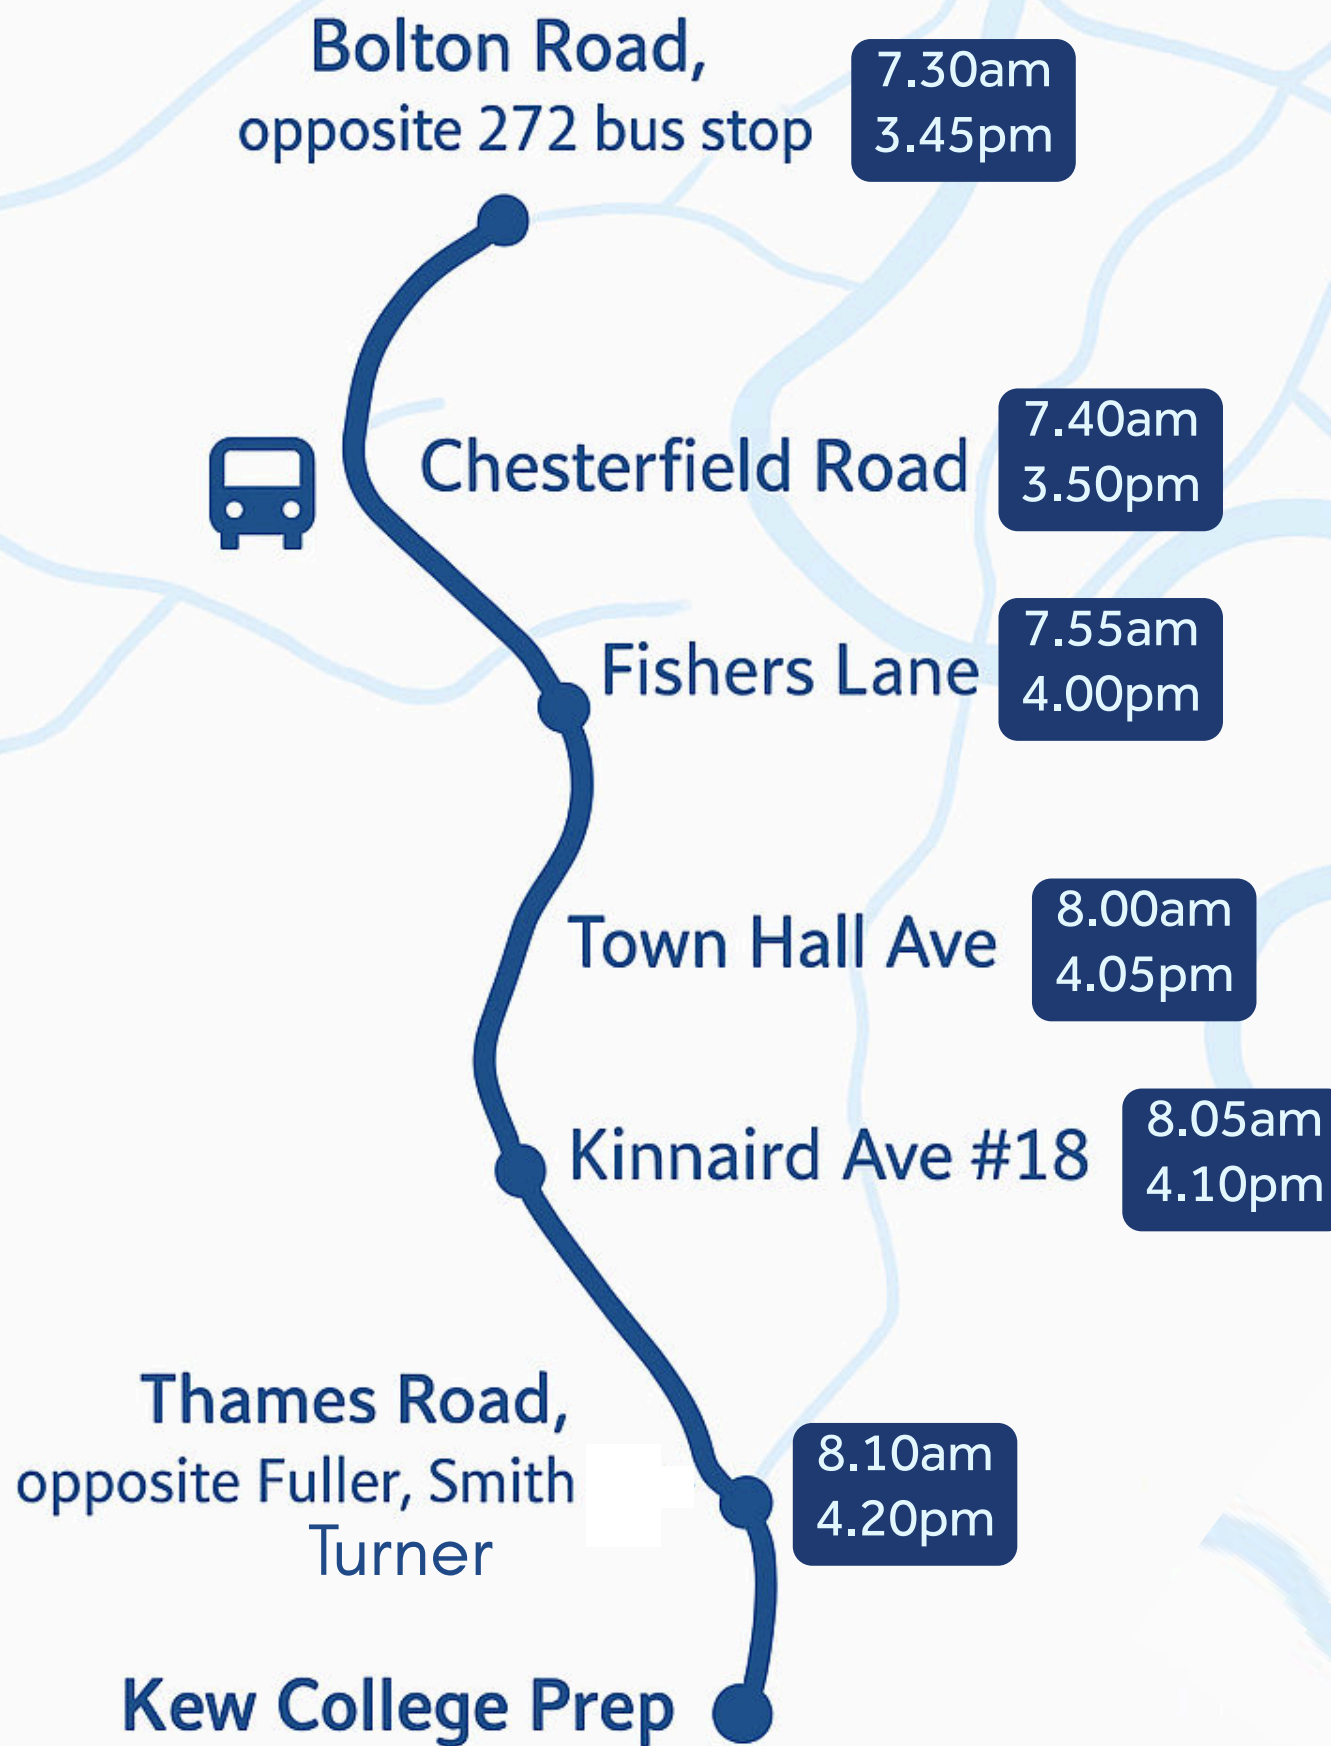 Bolton Road,
opposite 272 bus stop
7.30am
3.45pm
Chesterfield Road
7.40am
3.50pm
Fishers Lane
7.55am
4.00pm
Town Hall Ave
8.00am
4.05pm
Kinnaird Ave #18
8.05am
4.10pm
Thames Road,
opposite Fuller, Smith
Turner
8.10am
4.20pm
Kew College Prep